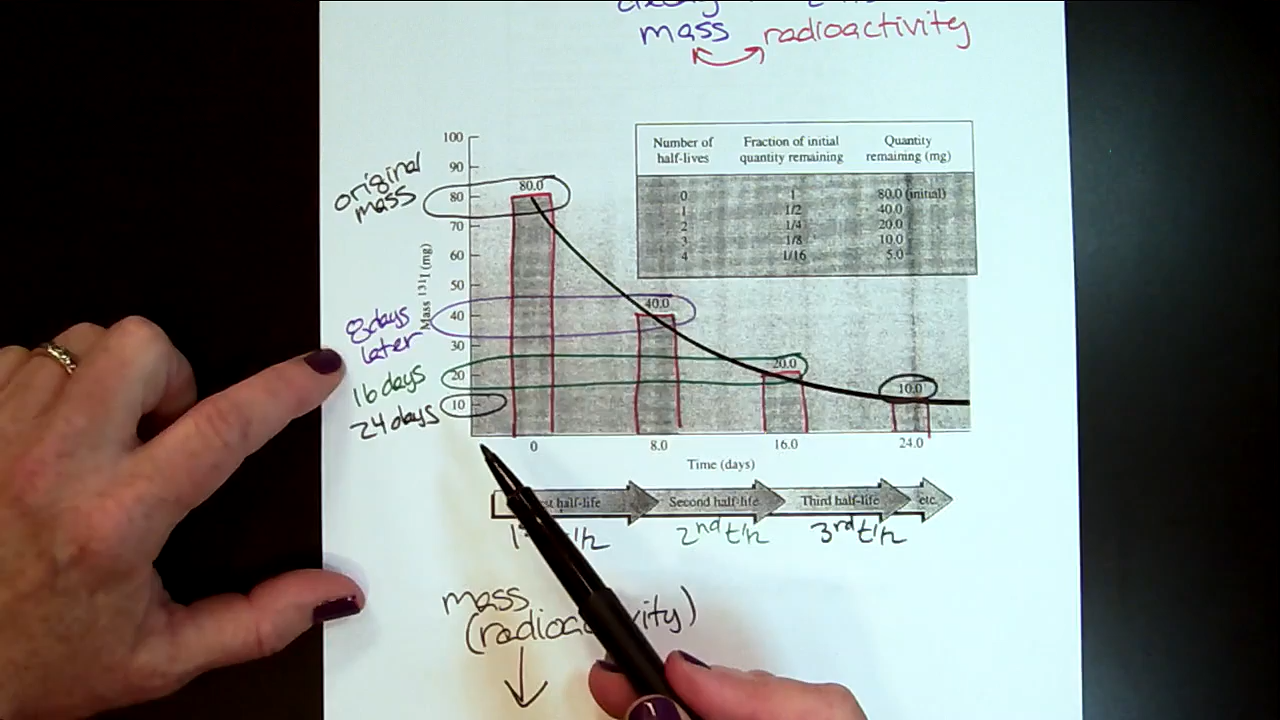 mass radioactivity
original
mass
8 days
later
16 days
24 days
Mass ¹³¹I (mg)
100
90
80
70
60
50
40
30
20
10
80.0
40.0
20.0
10.0
Number of half-lives Fraction of initial quantity remaining Quantity remaining (mg)
0 1 80.0 (initial)
1 1/2 40.0
2 1/4 20.0
3 1/8 10.0
4 1/16 5.0
0 8.0 16.0 24.0
Time (days)
half-life Second half-life Third half-life etc.
2nd t½ 3rd t½
mass